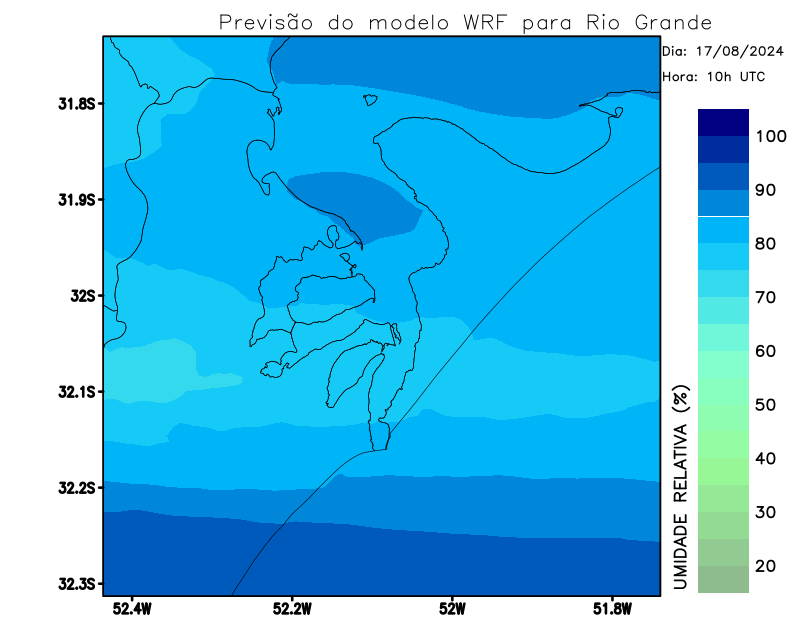 Previsão do modelo WRF para Rio Grande
Dia: 17/08/2024
Hora: 10h UTC
31.8S
31.9S
32S
32.1S
32.2S
32.3S
52.4W
52.2W
52W
51.8W
100
90
80
70
60
50
40
30
20
UMIDADE RELATIVA (%)